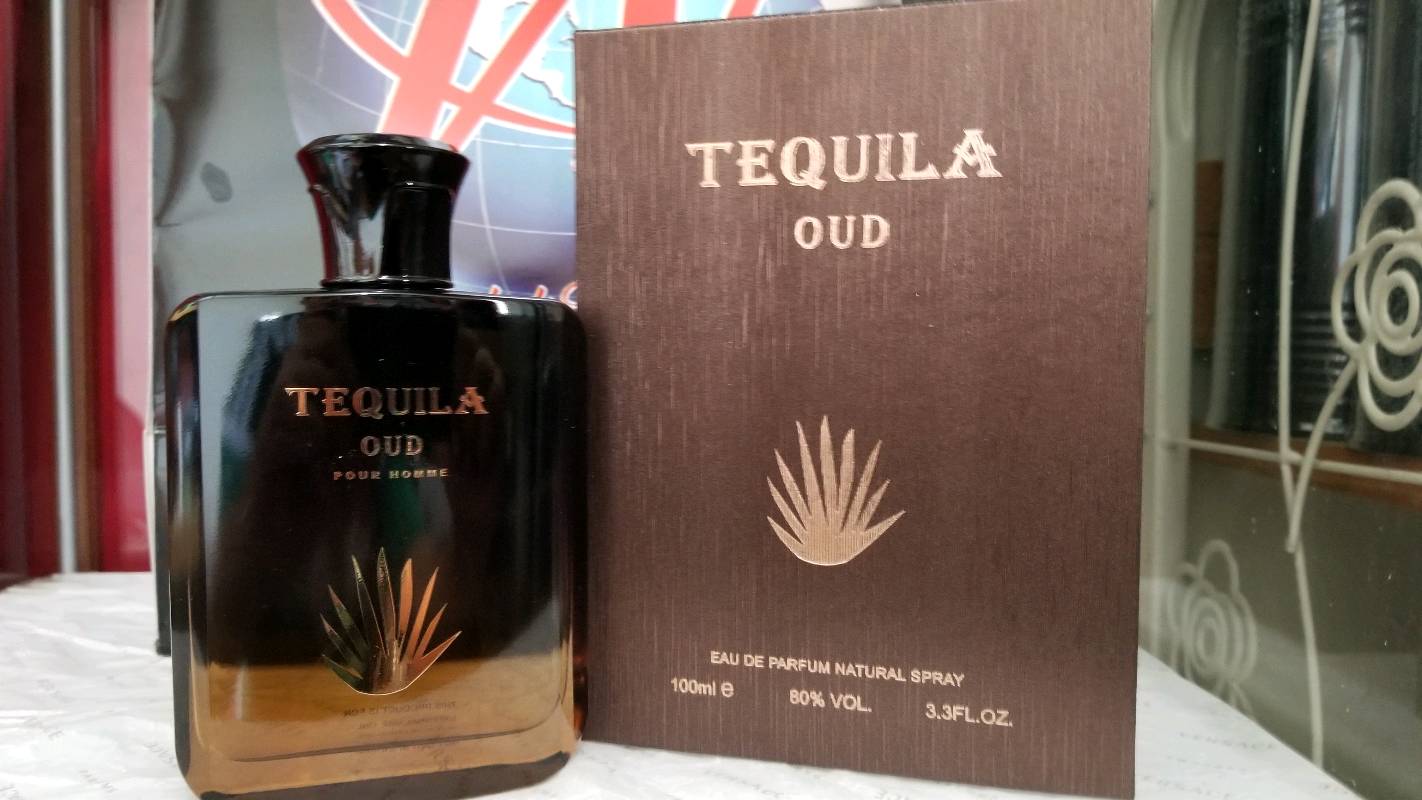 TEQUILA
OUD
POUR HOMME
TEQUILA
OUD
EAU DE PARFUM NATURAL SPRAY
100ml ℮ 80% VOL. 3.3FL.OZ.